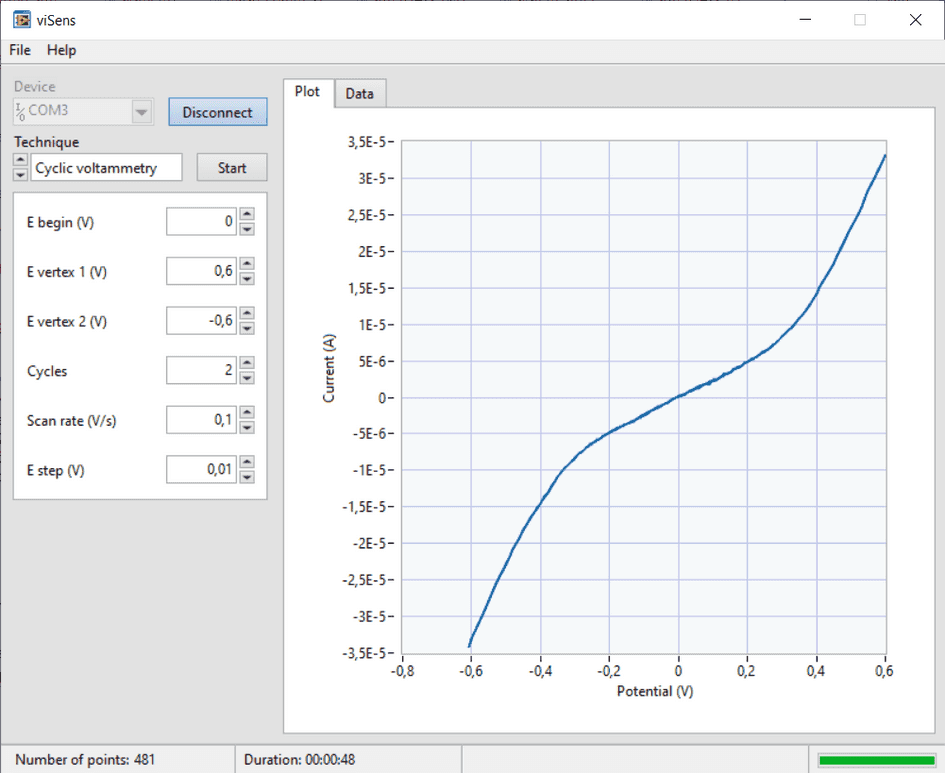 viSens
File Help
Device
COM3 Disconnect
Technique
Cyclic voltammetry Start
E begin (V) 0
E vertex 1 (V) 0,6
E vertex 2 (V) -0,6
Cycles 2
Scan rate (V/s) 0,1
E step (V) 0,01
Plot Data
3,5E-5
3E-5
2,5E-5
2E-5
1,5E-5
1E-5
5E-6
0
-5E-6
-1E-5
-1,5E-5
-2E-5
-2,5E-5
-3E-5
-3,5E-5
Current (A)
-0,8 -0,6 -0,4 -0,2 0 0,2 0,4 0,6
Potential (V)
Number of points: 481 Duration: 00:00:48